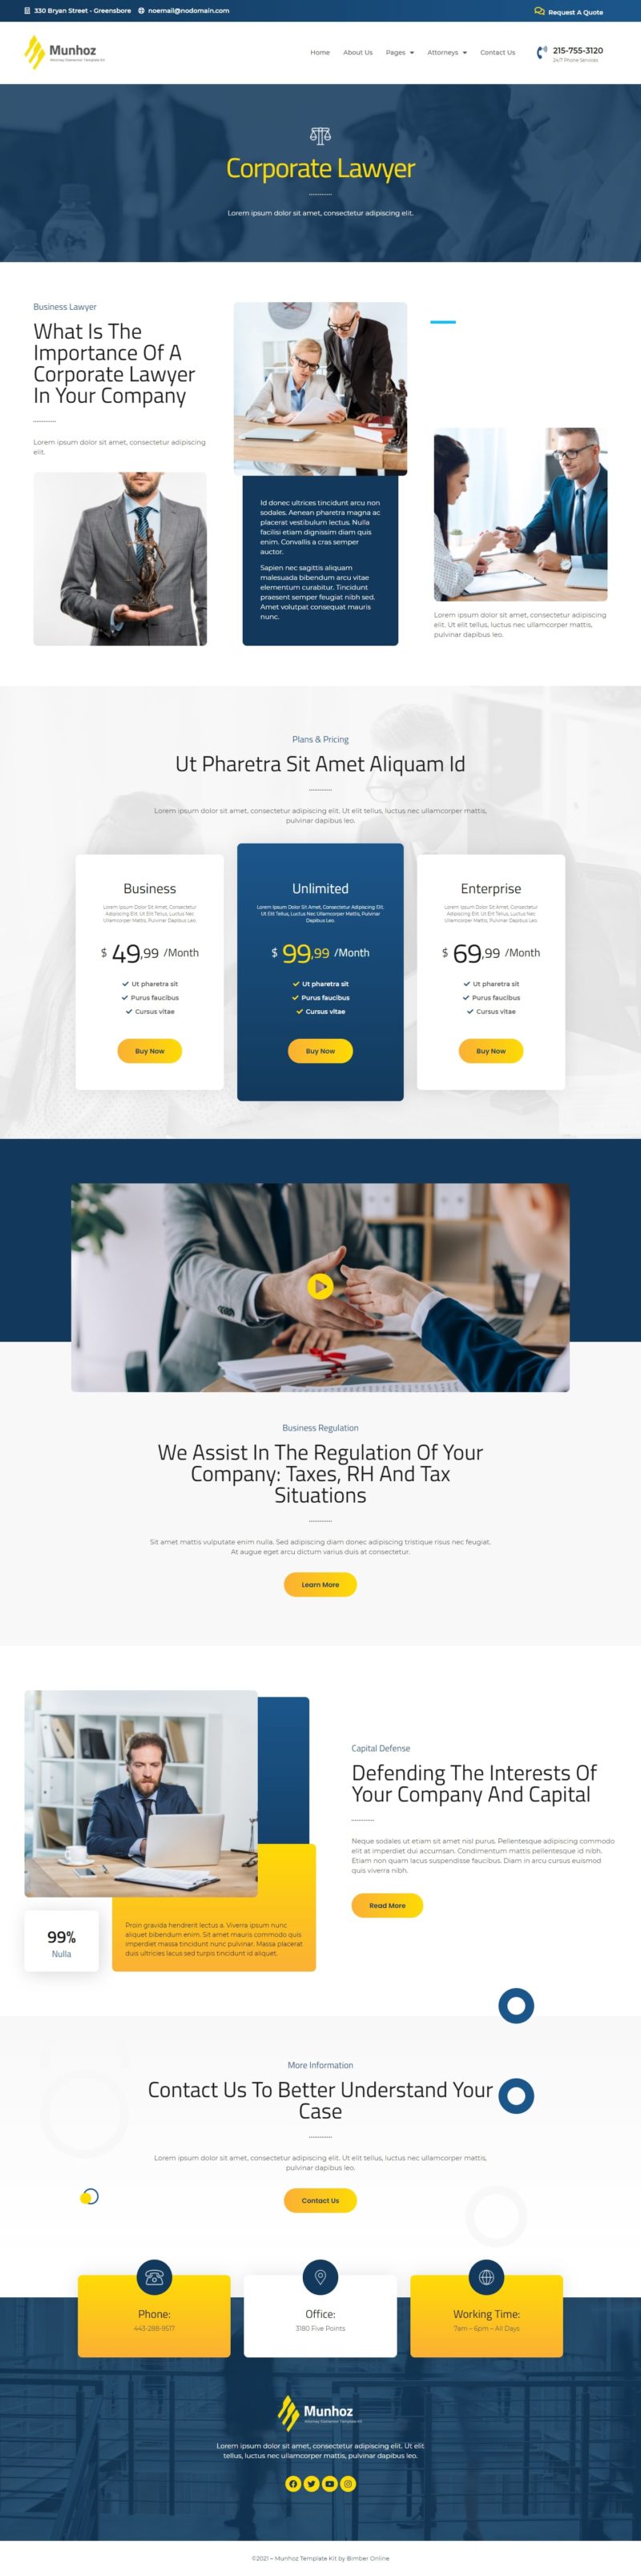 330 Bryan Street - Greensbore noemail@nodomain.com
Request A Quote
Munhoz
Attorney Elementor Template Kit
Home About Us Pages Attorneys Contact Us
215-755-3120
24/7 Phone Services
Corporate Lawyer
Lorem ipsum dolor sit amet, consectetur adipiscing elit.
Business Lawyer
What Is The
Importance Of A
Corporate Lawyer
In Your Company
Lorem ipsum dolor sit amet, consectetur adipiscing
elit.
Id donec ultrices tincidunt arcu non
sodales. Aenean pharetra magna ac
placerat vestibulum lectus. Nulla
facilisi etiam dignissim diam quis
enim. Convallis a cras semper
auctor.
Sapien nec sagittis aliquam
malesuada bibendum arcu vitae
elementum curabitur. Tincidunt
praesent semper feugiat nibh sed.
Amet volutpat consequat mauris
nunc.
Lorem ipsum dolor sit amet, consectetur adipiscing
elit. Ut elit tellus, luctus nec ullamcorper mattis,
pulvinar dapibus leo.
Plans & Pricing
Ut Pharetra Sit Amet Aliquam Id
Lorem ipsum dolor sit amet, consectetur adipiscing elit. Ut elit tellus, luctus nec ullamcorper mattis,
pulvinar dapibus leo.
Business
Lorem Ipsum Dolor Sit Amet, Consectetur
Adipiscing Elit. Ut Elit Tellus, Luctus Nec
Ullamcorper Mattis, Pulvinar Dapibus Leo.
$ 49,99 /Month
Ut pharetra sit
Purus faucibus
Cursus vitae
Buy Now
Unlimited
Lorem Ipsum Dolor Sit Amet, Consectetur Adipiscing Elit.
Ut Elit Tellus, Luctus Nec Ullamcorper Mattis, Pulvinar
Dapibus Leo.
$ 99,99 /Month
Ut pharetra sit
Purus faucibus
Cursus vitae
Buy Now
Enterprise
Lorem Ipsum Dolor Sit Amet, Consectetur
Adipiscing Elit. Ut Elit Tellus, Luctus Nec
Ullamcorper Mattis, Pulvinar Dapibus Leo.
$ 69,99 /Month
Ut pharetra sit
Purus faucibus
Cursus vitae
Buy Now
Business Regulation
We Assist In The Regulation Of Your
Company: Taxes, RH And Tax
Situations
Sit amet mattis vulputate enim nulla. Sed adipiscing diam donec adipiscing tristique risus nec feugiat.
At augue eget arcu dictum varius duis at consectetur.
Learn More
Capital Defense
Defending The Interests Of
Your Company And Capital
Neque sodales ut etiam sit amet nisl purus. Pellentesque adipiscing commodo
elit at imperdiet dui accumsan. Condimentum mattis pellentesque id nibh.
Etiam non quam lacus suspendisse faucibus. Diam in arcu cursus euismod
quis viverra nibh.
Read More
99%
Nulla
Proin gravida hendrerit lectus a. Viverra ipsum nunc
aliquet bibendum enim. Sit amet mauris commodo quis
imperdiet massa tincidunt nunc pulvinar. Massa placerat
duis ultricies lacus sed turpis tincidunt id aliquet.
More Information
Contact Us To Better Understand Your
Case
Lorem ipsum dolor sit amet, consectetur adipiscing elit. Ut elit tellus, luctus nec ullamcorper mattis,
pulvinar dapibus leo.
Contact Us
Phone:
443-288-9517
Office:
3180 Five Points
Working Time:
7am – 6pm – All Days
Munhoz
Attorney Elementor Template Kit
Lorem ipsum dolor sit amet, consectetur adipiscing elit. Ut elit
tellus, luctus nec ullamcorper mattis, pulvinar dapibus leo.
©2021 – Munhoz Template Kit by Bimber Online